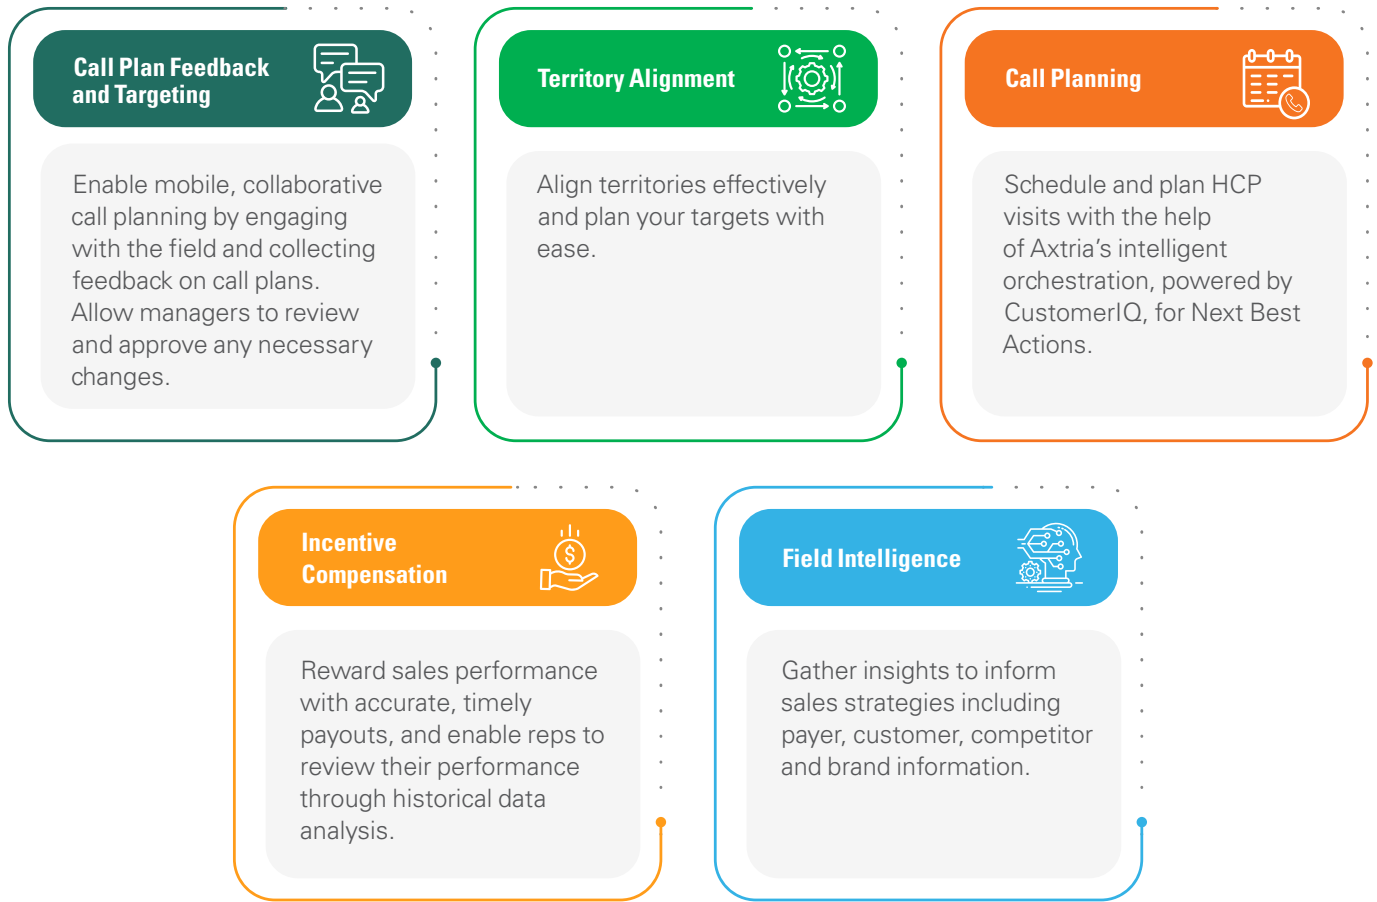 Call Plan Feedback
and Targeting
Enable mobile, collaborative
call planning by engaging
with the field and collecting
feedback on call plans.
Allow managers to review
and approve any necessary
changes.
Territory Alignment
Align territories effectively
and plan your targets with
ease.
Call Planning
Schedule and plan HCP
visits with the help
of Axtria’s intelligent
orchestration, powered by
CustomerIQ, for Next Best
Actions.
Incentive
Compensation
$
Reward sales performance
with accurate, timely
payouts, and enable reps to
review their performance
through historical data
analysis.
Field Intelligence
Gather insights to inform
sales strategies including
payer, customer, competitor
and brand information.